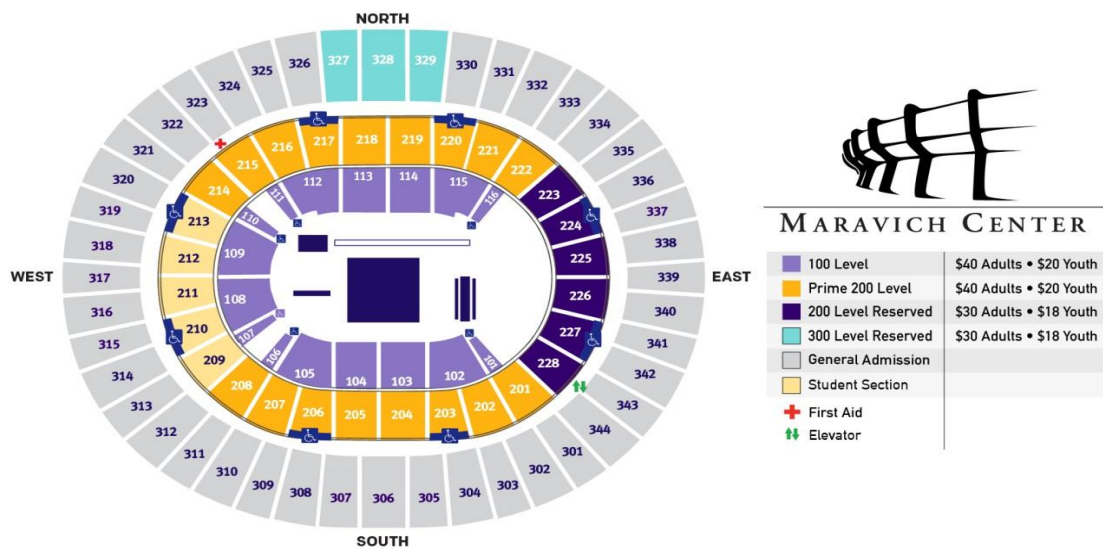 NORTH
326 327 328 329 330
325 331
324 332
323 333
322 334
321 335
320 336
319 337
318 338
317 339
316 340
315 341
314 342
313 343
312 344
311 301
310 302
309 303
308 307 306 305 304
217 218 219 220
216 221
215 222
214 223
213 224
212 225
211 226
210 227
209 228
208 201
207 202
206 205 204 203
112 113 114 115
111 116
110
109
108
107
106 101
105 104 103 102
WEST
EAST
SOUTH
MARAVICH CENTER
100 Level $40 Adults • $20 Youth
Prime 200 Level $40 Adults • $20 Youth
200 Level Reserved $30 Adults • $18 Youth
300 Level Reserved $30 Adults • $18 Youth
General Admission
Student Section
First Aid
Elevator